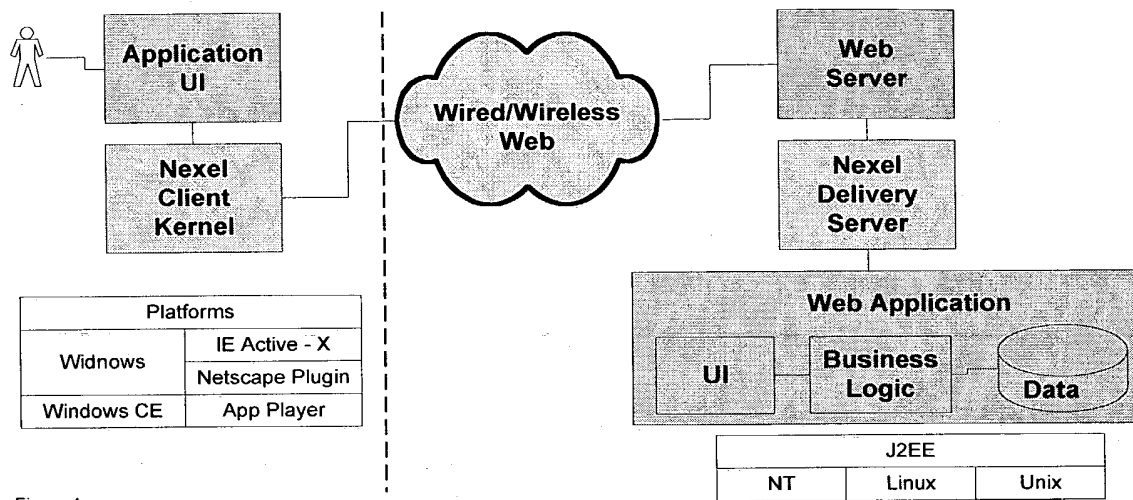 Application
UI
Nexel
Client
Kernel
Wired/Wireless
Web
Web
Server
Nexel
Delivery
Server
Web Application
UI
Business
Logic
Data
Platforms
Widnows
IE Active - X
Netscape Plugin
Windows CE
App Player
J2EE
NT
Linux
Unix